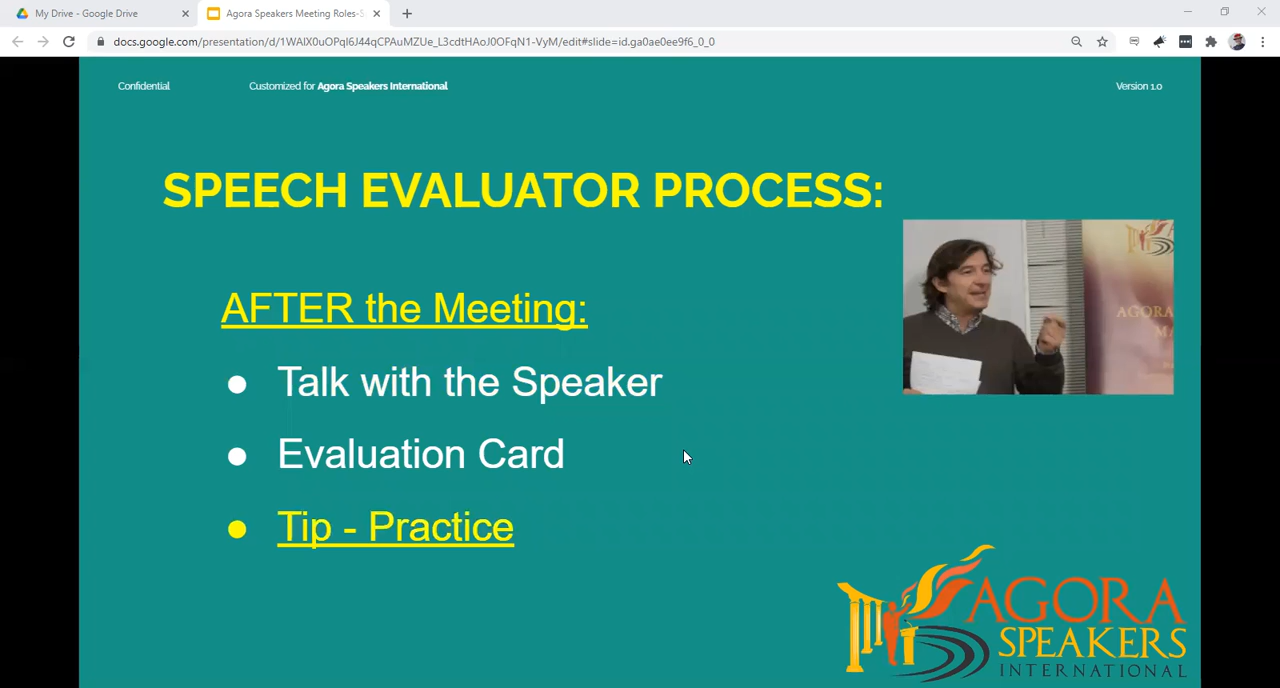 My Drive - Google Drive
Agora Speakers Meeting Roles-S
docs.google.com/presentation/d/1WAlX0uOPql6J44qCPAuMZUe_L3cdtHAoJ0OFqN1-VyM/edit#slide=id.ga0ae0ee9f6_0_0
Confidential
Customized for Agora Speakers International
Version 1.0
SPEECH EVALUATOR PROCESS:
AFTER the Meeting:
● Talk with the Speaker
● Evaluation Card
● Tip - Practice
AGORA
AGORA
SPEAKERS
INTERNATIONAL